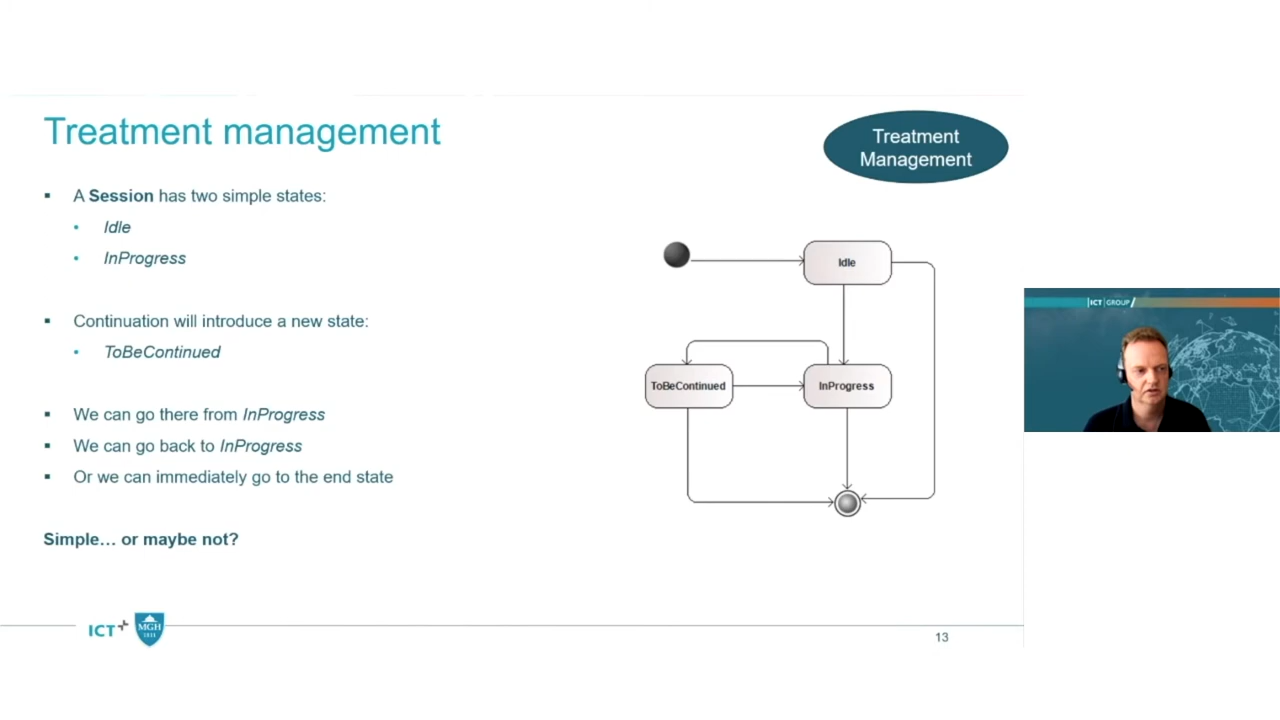 Treatment management
Treatment
Management
▪ A Session has two simple states:
• Idle
• InProgress
▪ Continuation will introduce a new state:
• ToBeContinued
▪ We can go there from InProgress
▪ We can go back to InProgress
▪ Or we can immediately go to the end state
Simple… or maybe not?
Idle
ToBeContinued
InProgress
ICT
MGH
1811
13
ICT GROUP